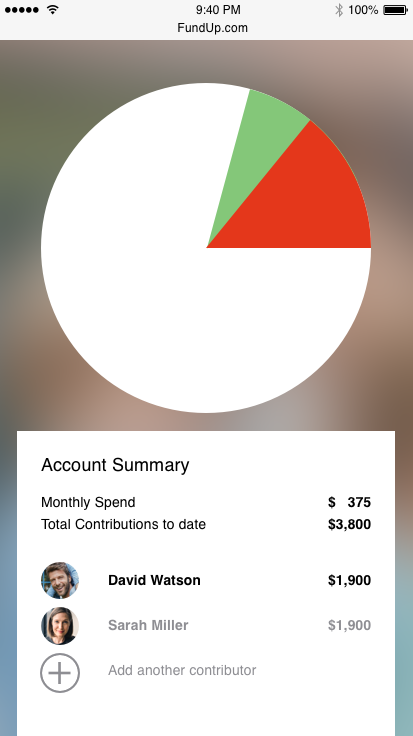 9:40 PM 100%
FundUp.com
Account Summary
Monthly Spend $ 375
Total Contributions to date $3,800
David Watson $1,900
Sarah Miller $1,900
Add another contributor